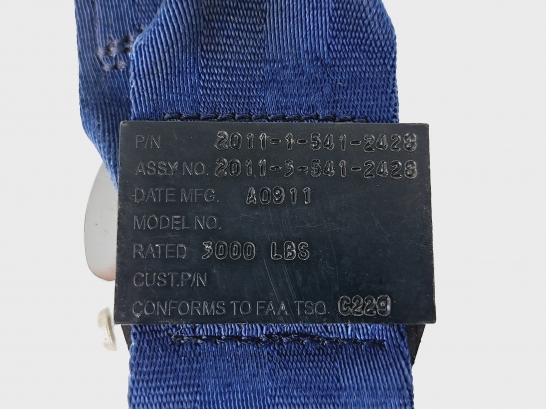 P/N 2011-1-541-2428
ASSY NO. 2011-3-541-2428
DATE MFG. A0911
MODEL NO.
RATED 3000 LBS
CUST.P/N
CONFORMS TO FAA TSO. C22G